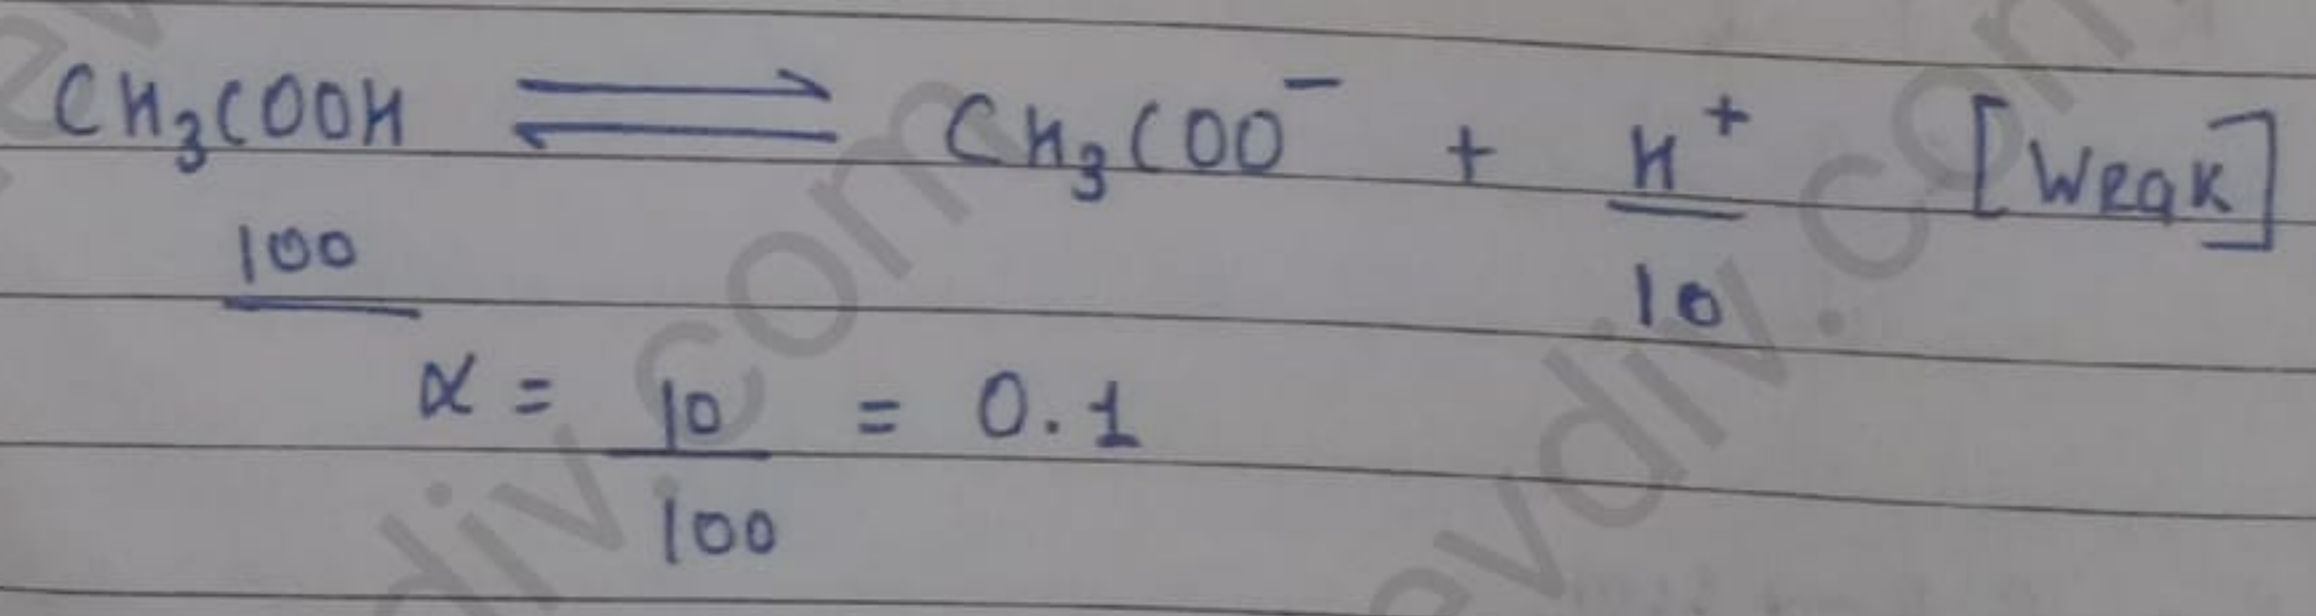 CH₃COOH ⇌ CH₃COO⁻ + H⁺ [Weak]
100 10
α = 10/100 = 0.1